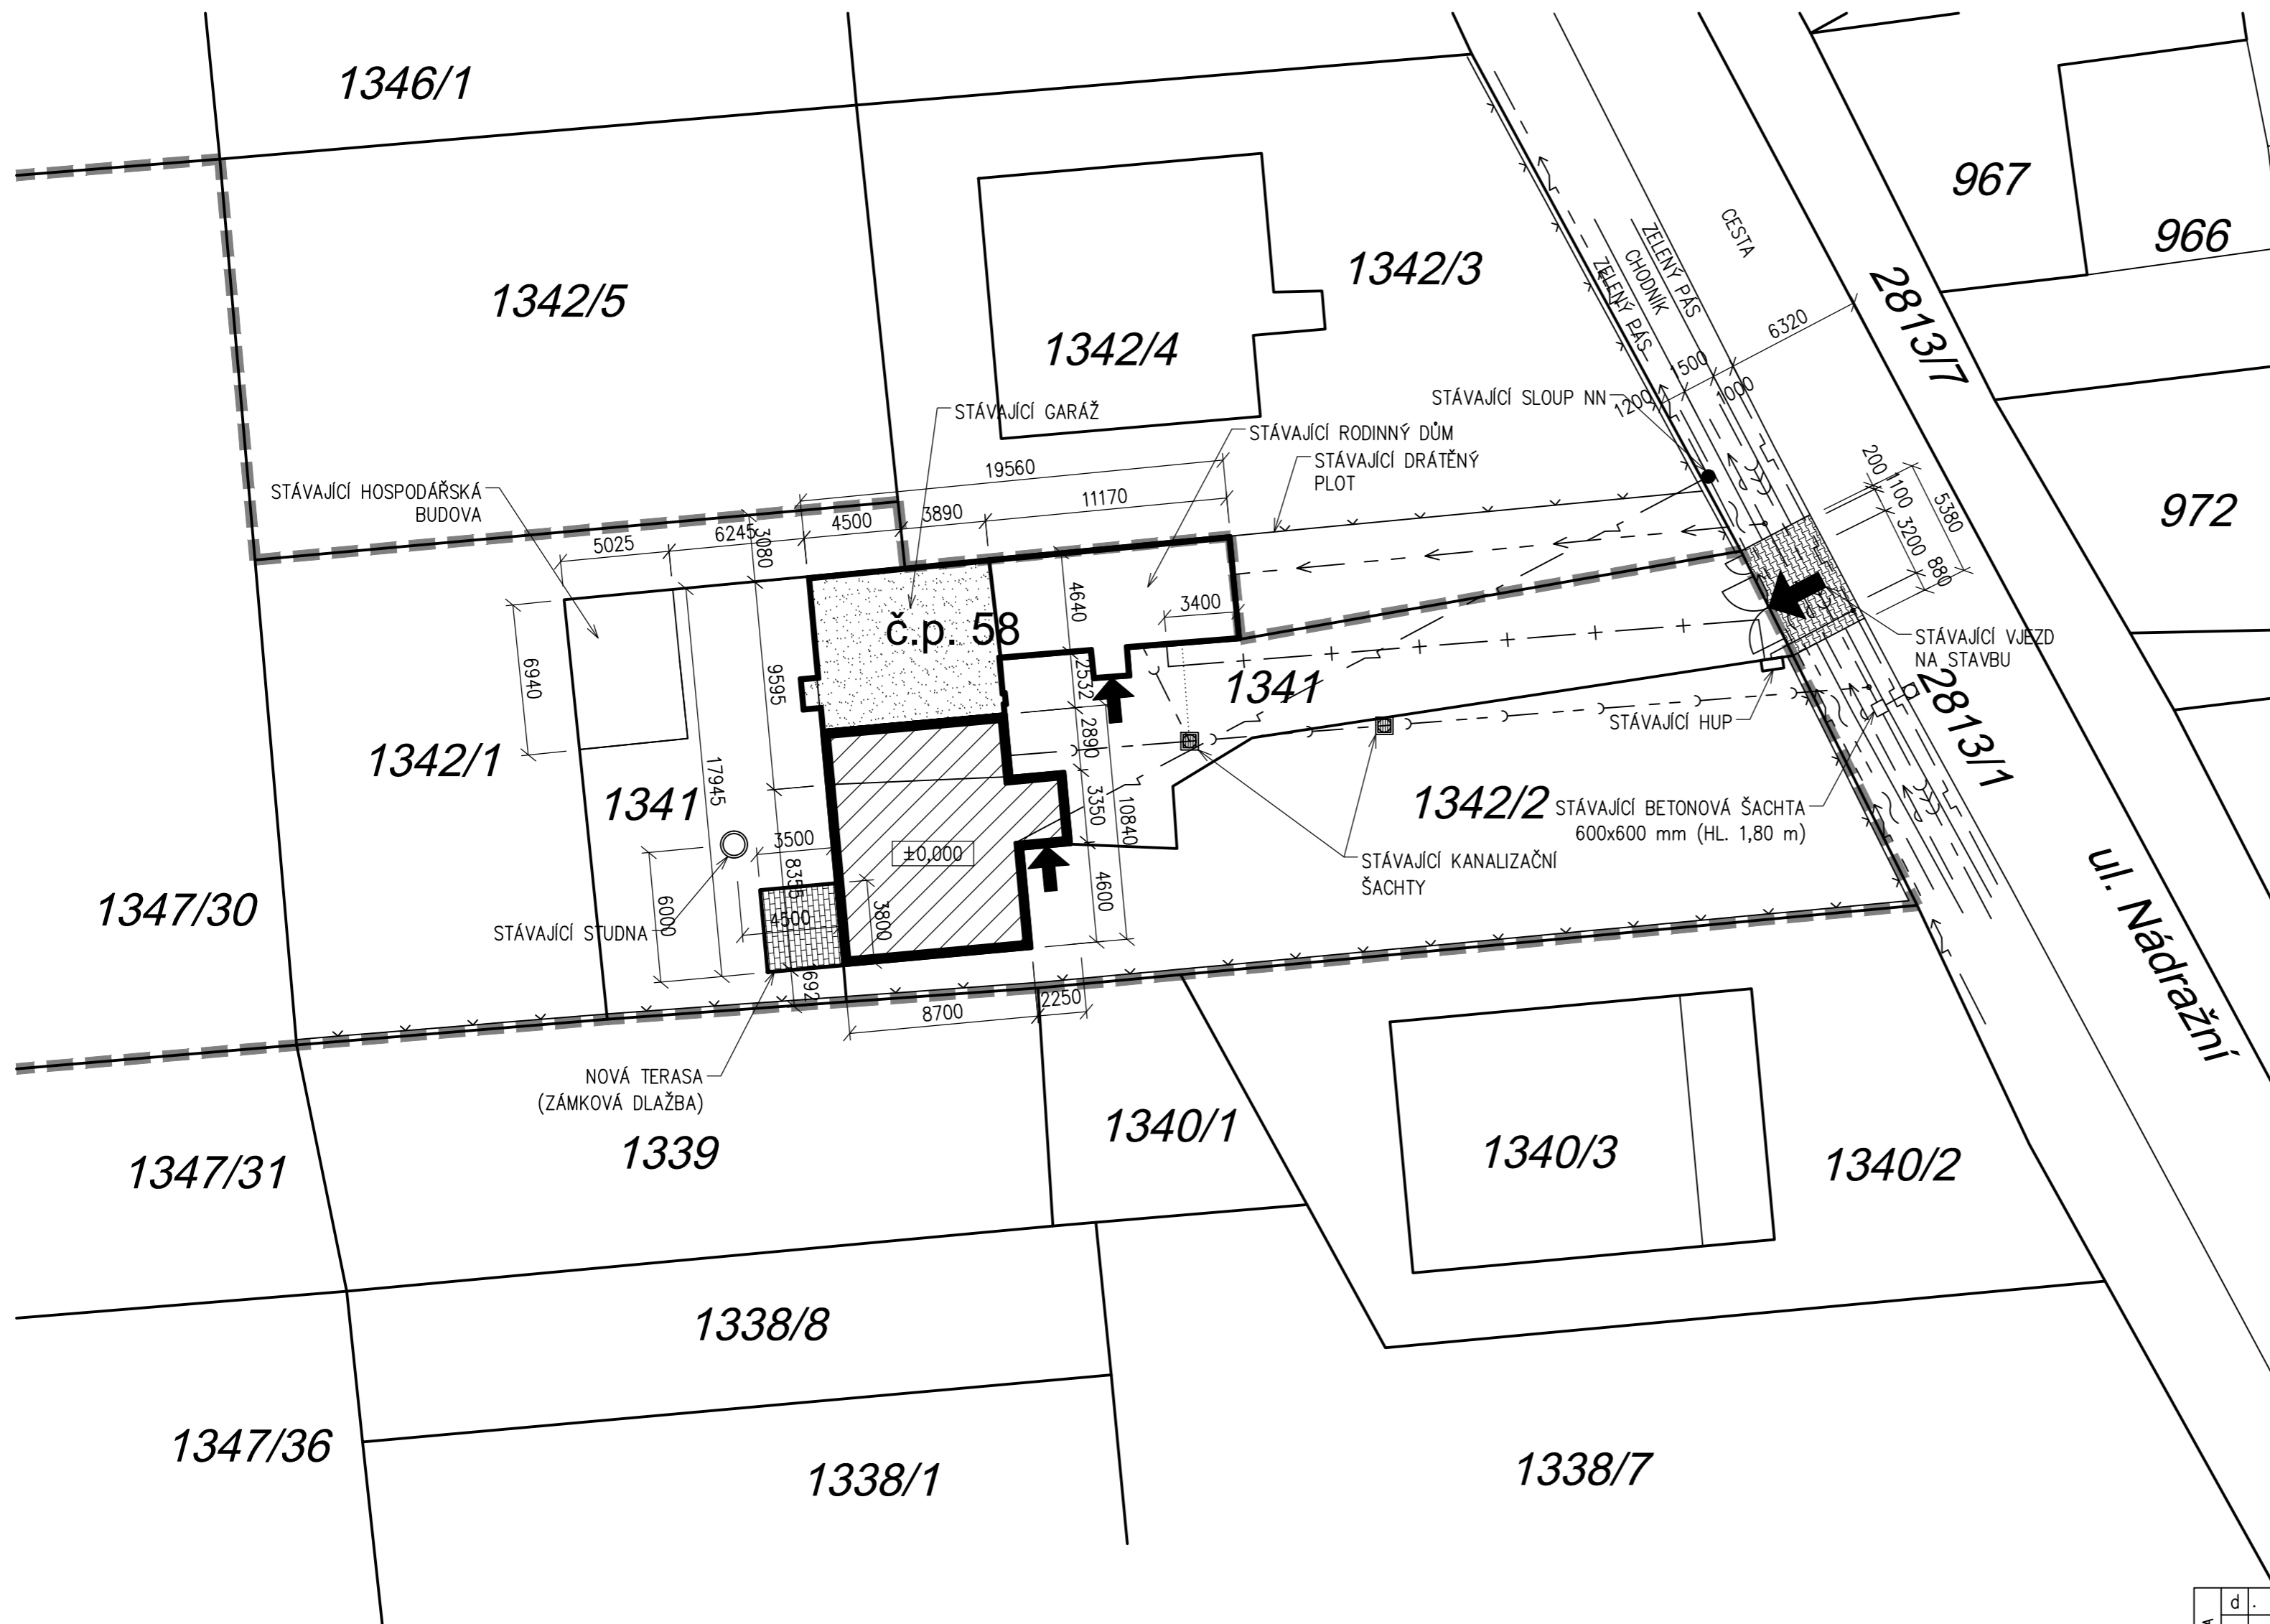 1346/1
967
966
1342/5
1342/3
1342/4
ZELENÝ PÁS
CHODNÍK
ZELENÝ PÁS
CESTA
6320
2813/7
1500
1000
1200
STÁVAJÍCÍ SLOUP NN
STÁVAJÍCÍ GARÁŽ
STÁVAJÍCÍ RODINNÝ DŮM
STÁVAJÍCÍ DRÁTĚNÝ
PLOT
19560
STÁVAJÍCÍ HOSPODÁŘSKÁ
BUDOVA
5025
6245
3080
4500
3890
11170
200
1100
3200
880
5380
972
4640
3400
č.p. 58
6940
9595
2532
1341
STÁVAJÍCÍ VJEZD
NA STAVBU
STÁVAJÍCÍ HUP
2813/1
1342/1
1341
17945
2890
3350
10840
1342/2
STÁVAJÍCÍ BETONOVÁ ŠACHTA
600x600 mm (HL. 1,80 m)
3500
8355
±0,000
STÁVAJÍCÍ KANALIZAČNÍ
ŠACHTY
ul. Nádražní
1347/30
6000
4500
3800
4600
STÁVAJÍCÍ STUDNA
692
8700
2250
NOVÁ TERASA
(ZÁMKOVÁ DLAŽBA)
1347/31
1339
1340/1
1340/3
1340/2
1338/8
1347/36
1338/1
1338/7
d .
A